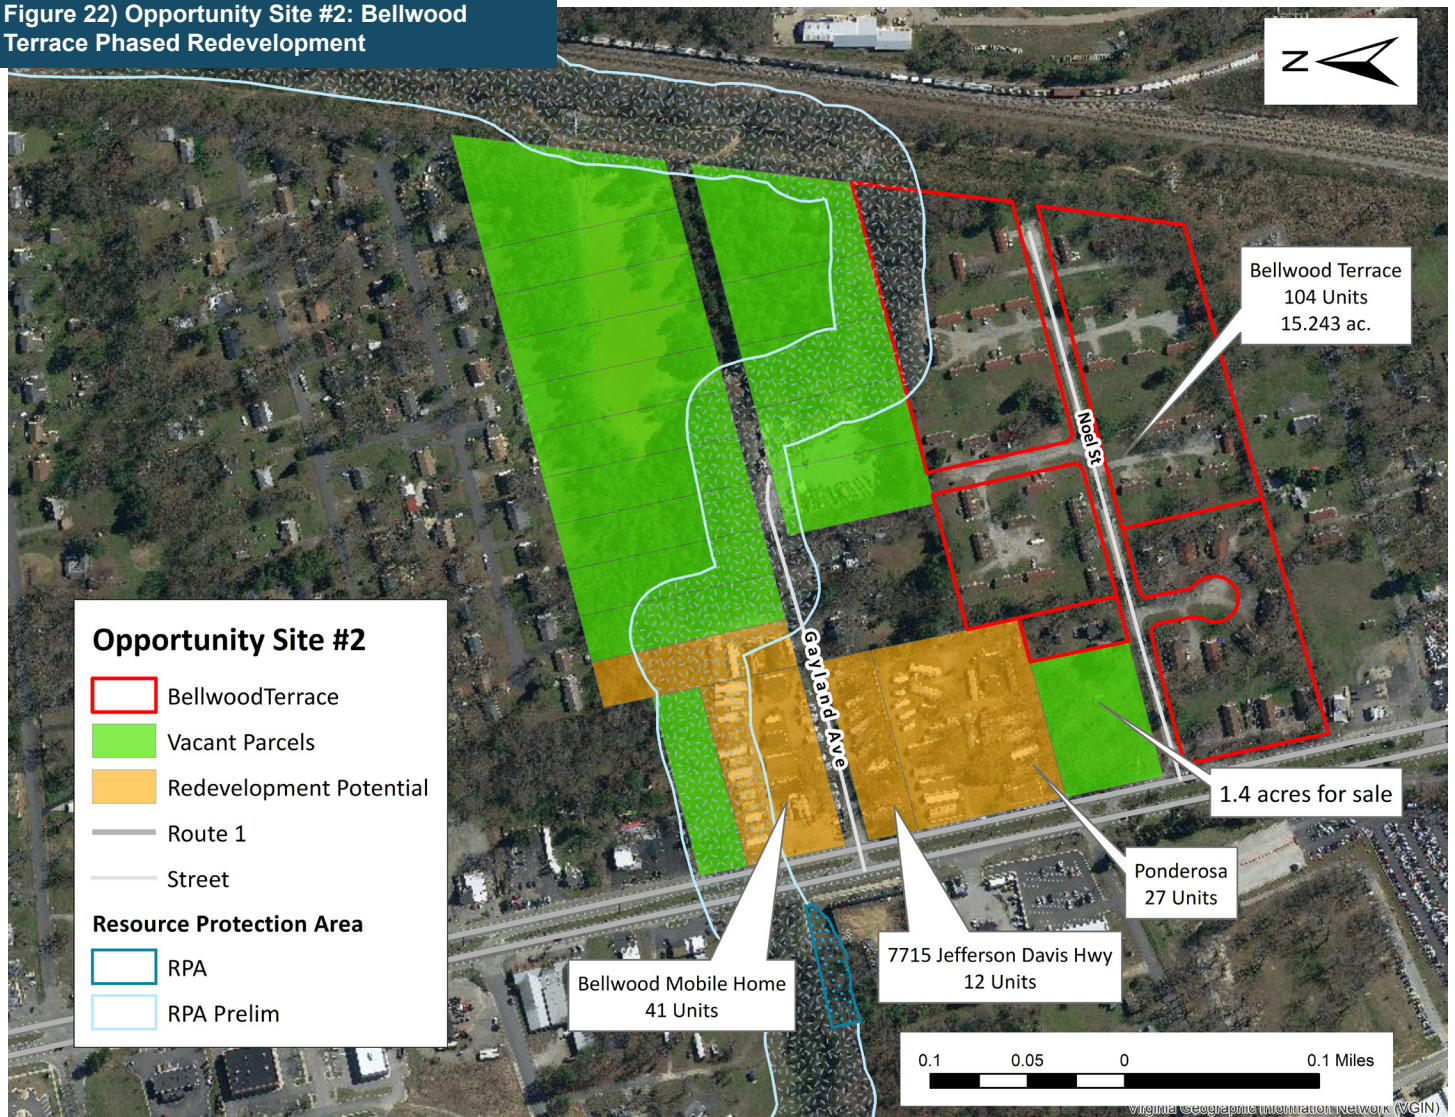 Figure 22) Opportunity Site #2: Bellwood
Terrace Phased Redevelopment
N
Bellwood Terrace
104 Units
15.243 ac.
Noel St
Gayland Ave
1.4 acres for sale
Ponderosa
27 Units
7715 Jefferson Davis Hwy
12 Units
Bellwood Mobile Home
41 Units
Opportunity Site #2
BellwoodTerrace
Vacant Parcels
Redevelopment Potential
Route 1
Street
Resource Protection Area
RPA
RPA Prelim
0.1 0.05 0 0.1 Miles
Virginia Geographic Information Network (VGIN)